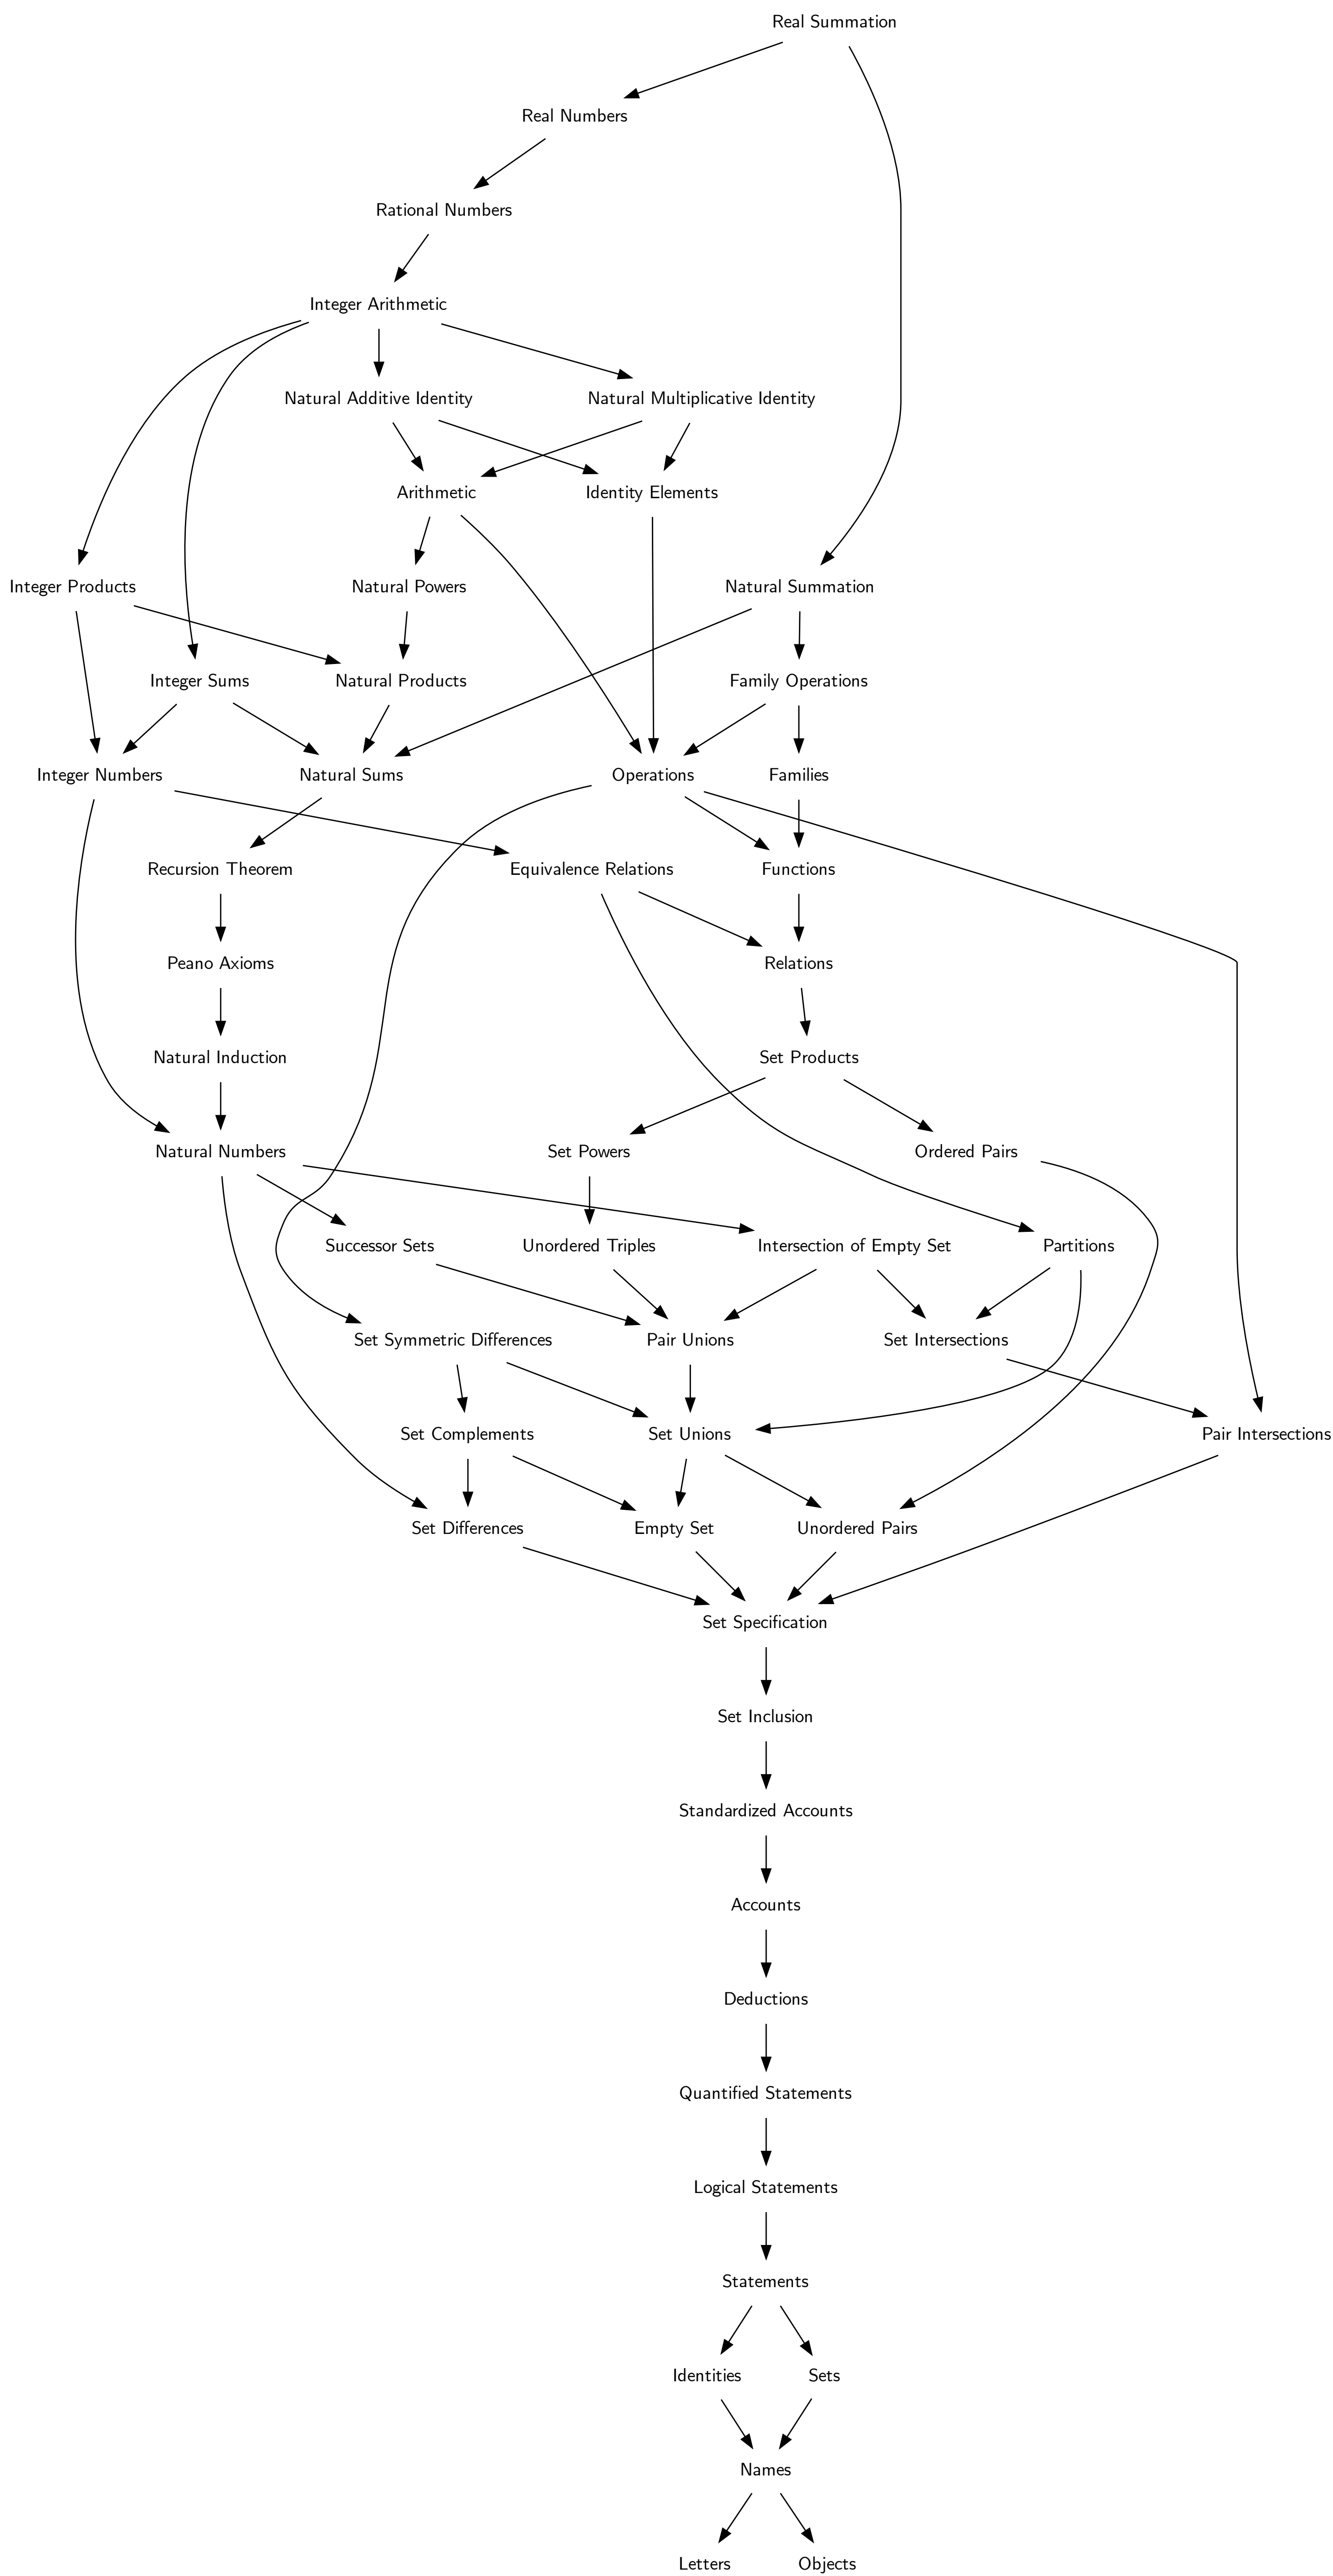 Real Summation
Real Numbers
Rational Numbers
Integer Arithmetic
Natural Additive Identity
Natural Multiplicative Identity
Arithmetic
Identity Elements
Integer Products
Natural Powers
Natural Summation
Integer Sums
Natural Products
Family Operations
Integer Numbers
Natural Sums
Operations
Families
Recursion Theorem
Equivalence Relations
Functions
Peano Axioms
Relations
Natural Induction
Set Products
Natural Numbers
Set Powers
Ordered Pairs
Successor Sets
Unordered Triples
Intersection of Empty Set
Partitions
Set Symmetric Differences
Pair Unions
Set Intersections
Set Complements
Set Unions
Pair Intersections
Set Differences
Empty Set
Unordered Pairs
Set Specification
Set Inclusion
Standardized Accounts
Accounts
Deductions
Quantified Statements
Logical Statements
Statements
Identities
Sets
Names
Letters
Objects